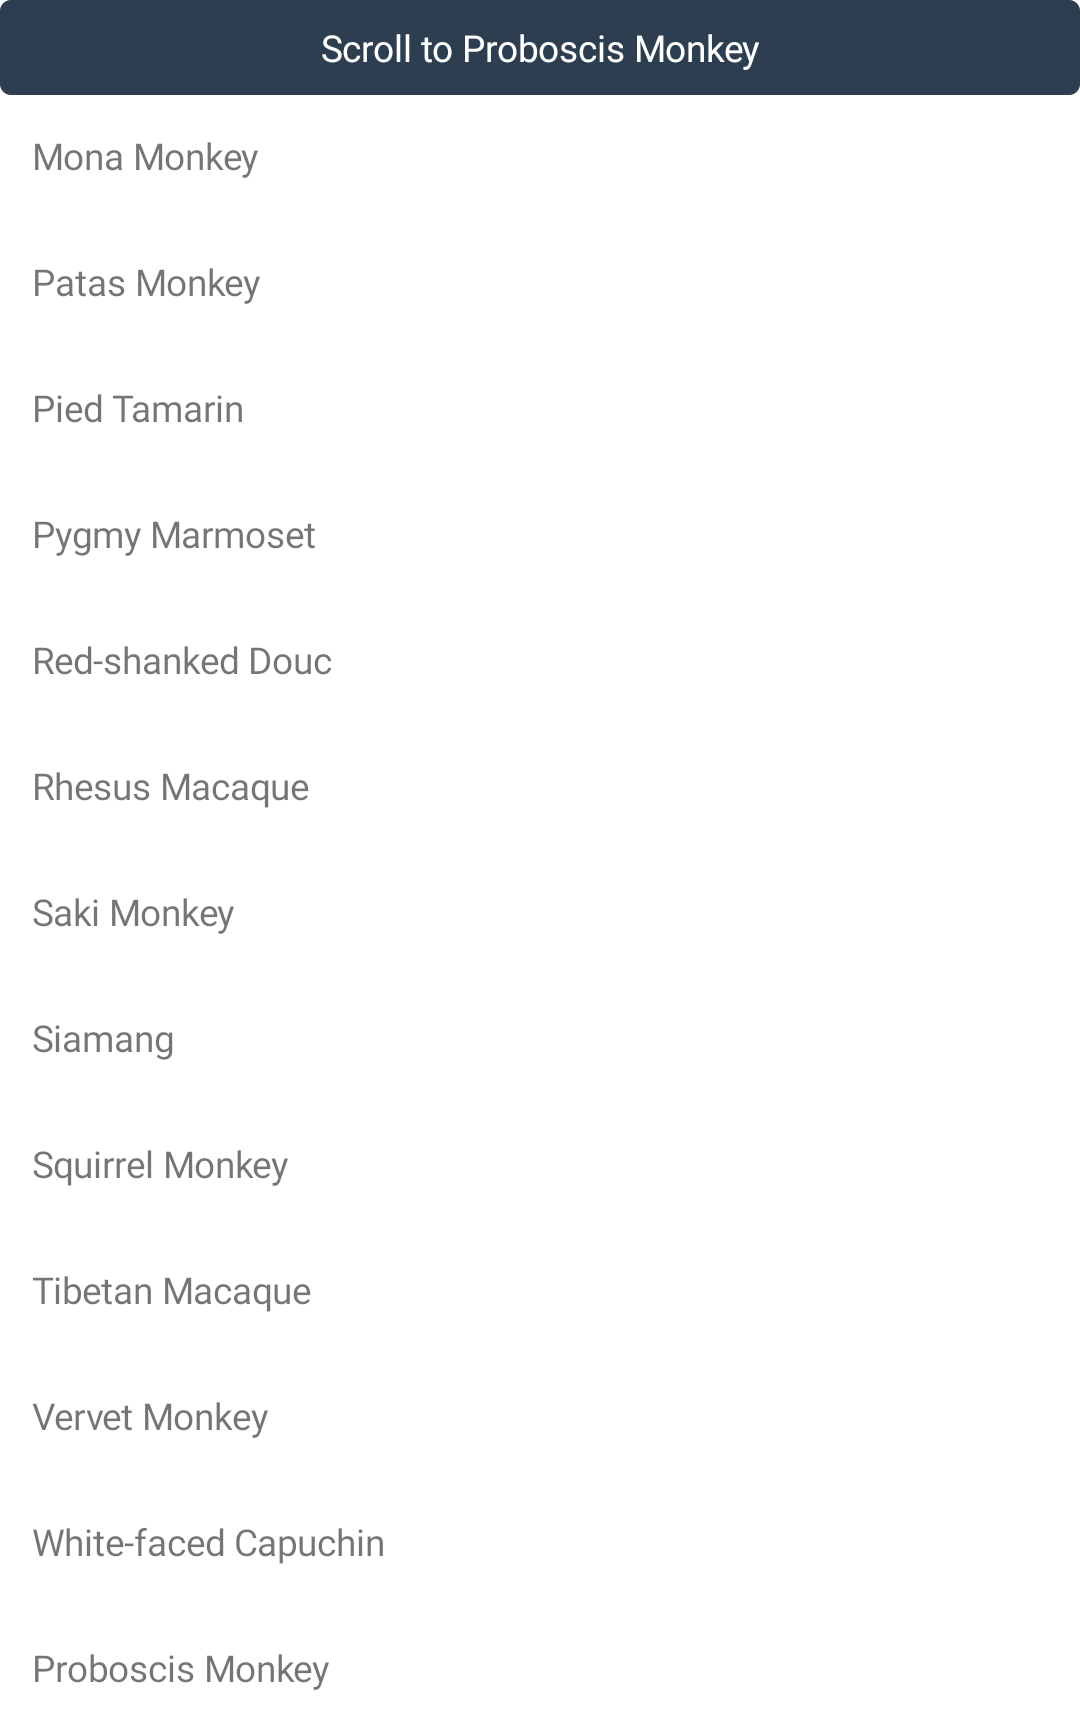 Scroll to Proboscis Monkey
Mona Monkey
Patas Monkey
Pied Tamarin
Pygmy Marmoset
Red-shanked Douc
Rhesus Macaque
Saki Monkey
Siamang
Squirrel Monkey
Tibetan Macaque
Vervet Monkey
White-faced Capuchin
Proboscis Monkey